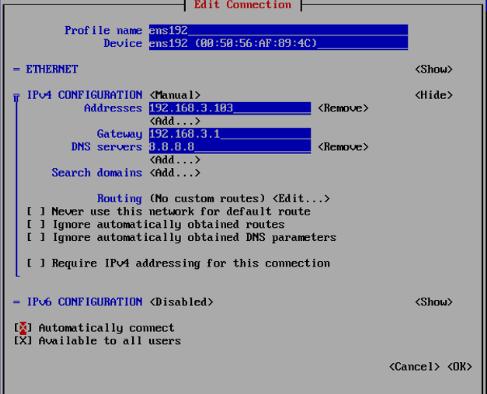 Edit Connection
Profile name ens192
Device ens192 (00:50:56:AF:89:4C)
= ETHERNET <Show>
╤ IPv4 CONFIGURATION <Manual> <Hide>
Addresses 192.168.3.103 <Remove>
<Add...>
Gateway 192.168.3.1
DNS servers 8.8.8.8 <Remove>
<Add...>
Search domains <Add...>
Routing (No custom routes) <Edit...>
[ ] Never use this network for default route
[ ] Ignore automatically obtained routes
[ ] Ignore automatically obtained DNS parameters
[ ] Require IPv4 addressing for this connection
= IPv6 CONFIGURATION <Disabled> <Show>
[X] Automatically connect
[X] Available to all users
<Cancel> <OK>